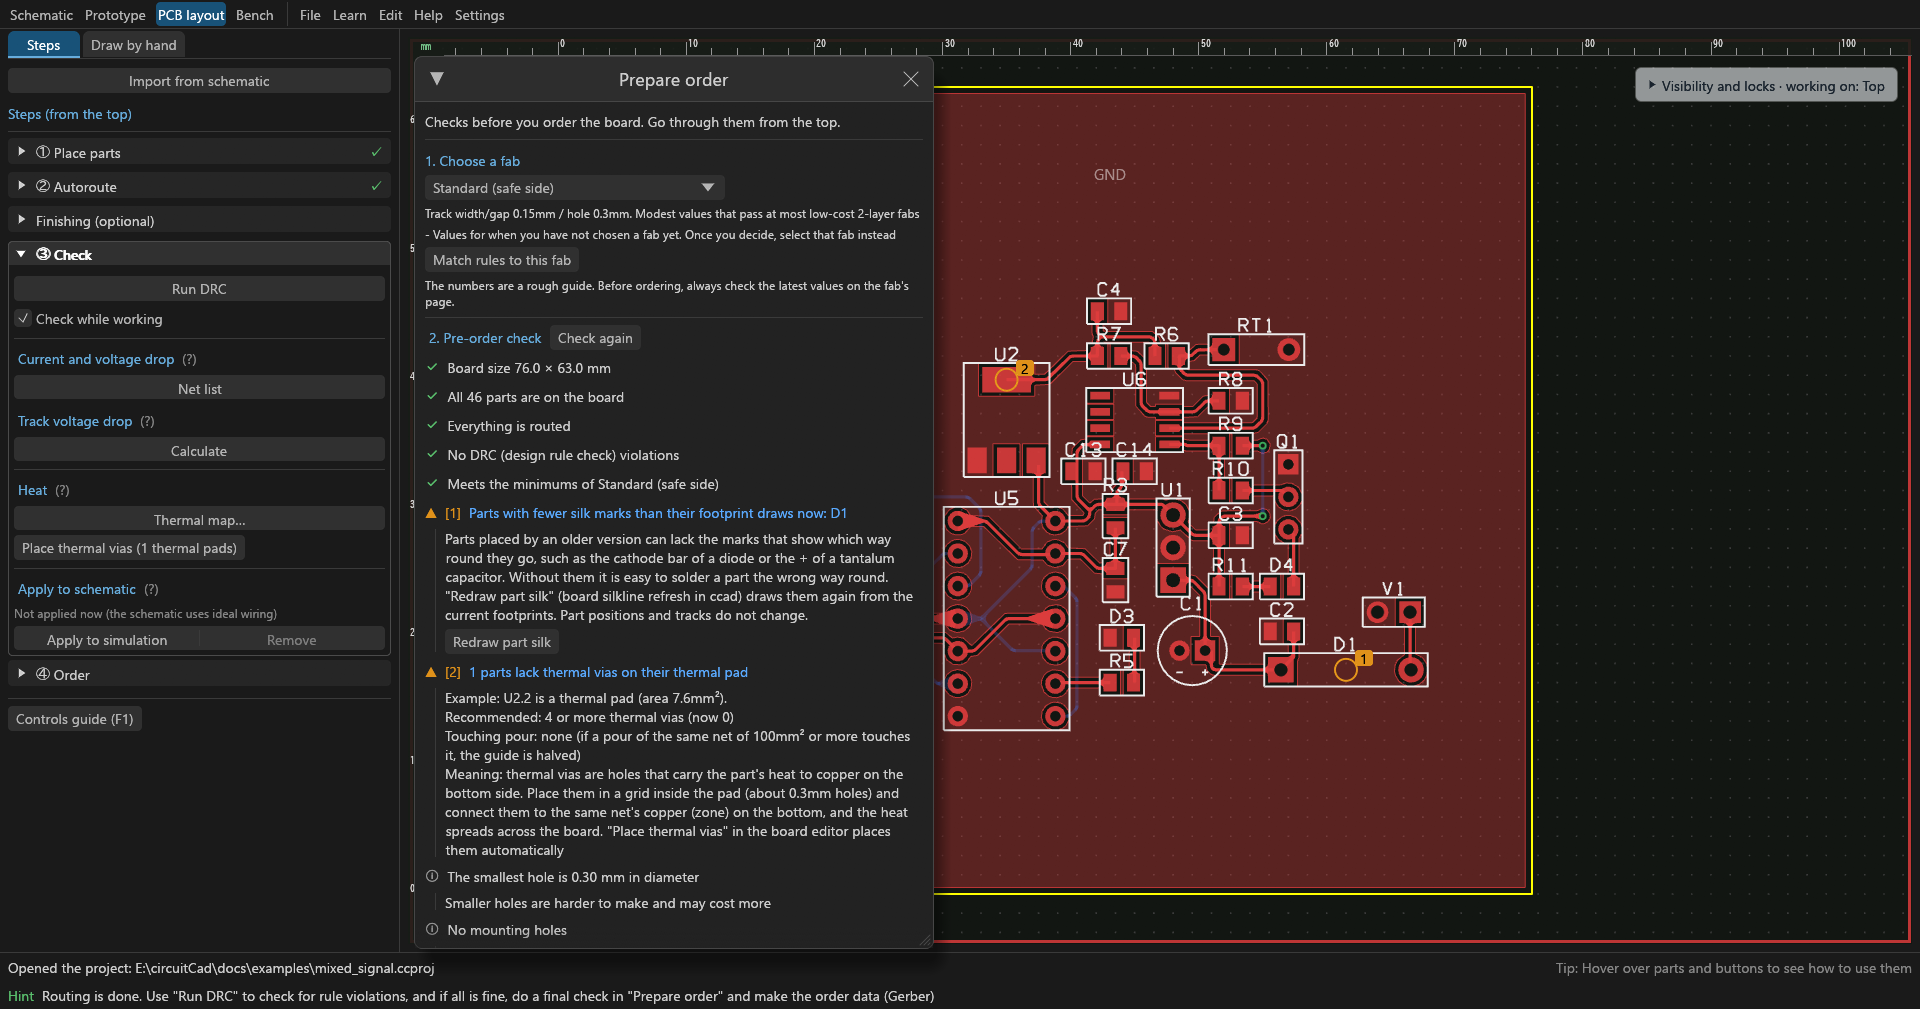 Schematic Prototype PCB layout Bench File Learn Edit Help Settings
Steps Draw by hand
Import from schematic
Steps (from the top)
① Place parts
② Autoroute
Finishing (optional)
③ Check
Run DRC
Check while working
Current and voltage drop (?)
Net list
Track voltage drop (?)
Calculate
Heat (?)
Thermal map...
Place thermal vias (1 thermal pads)
Apply to schematic (?)
Not applied now (the schematic uses ideal wiring)
Apply to simulation Remove
④ Order
Controls guide (F1)
mm 0 10 20 30 40 50 60 70 80 90 100
6
5
4
3
2
1
0
Prepare order
Checks before you order the board. Go through them from the top.
1. Choose a fab
Standard (safe side)
Track width/gap 0.15mm / hole 0.3mm. Modest values that pass at most low-cost 2-layer fabs
- Values for when you have not chosen a fab yet. Once you decide, select that fab instead
Match rules to this fab
The numbers are a rough guide. Before ordering, always check the latest values on the fab's
page.
2. Pre-order check Check again
Board size 76.0 × 63.0 mm
All 46 parts are on the board
Everything is routed
No DRC (design rule check) violations
Meets the minimums of Standard (safe side)
[1] Parts with fewer silk marks than their footprint draws now: D1
Parts placed by an older version can lack the marks that show which way
round they go, such as the cathode bar of a diode or the + of a tantalum
capacitor. Without them it is easy to solder a part the wrong way round.
"Redraw part silk" (board silkline refresh in ccad) draws them again from the
current footprints. Part positions and tracks do not change.
Redraw part silk
[2] 1 parts lack thermal vias on their thermal pad
Example: U2.2 is a thermal pad (area 7.6mm²).
Recommended: 4 or more thermal vias (now 0)
Touching pour: none (if a pour of the same net of 100mm² or more touches
it, the guide is halved)
Meaning: thermal vias are holes that carry the part's heat to copper on the
bottom side. Place them in a grid inside the pad (about 0.3mm holes) and
connect them to the same net's copper (zone) on the bottom, and the heat
spreads across the board. "Place thermal vias" in the board editor places
them automatically
The smallest hole is 0.30 mm in diameter
Smaller holes are harder to make and may cost more
No mounting holes
Visibility and locks · working on: Top
GND
C4
RT1
R7 R6
U2
2
U6
R8
R9
Q1
C13 C14
R10
R3
U5
U1
C3
C7
R11 D4
V1
C1
C2
D3
D1
1
R5
- +
Opened the project: E:\circuitCad\docs\examples\mixed_signal.ccproj
Tip: Hover over parts and buttons to see how to use them
Hint Routing is done. Use "Run DRC" to check for rule violations, and if all is fine, do a final check in "Prepare order" and make the order data (Gerber)